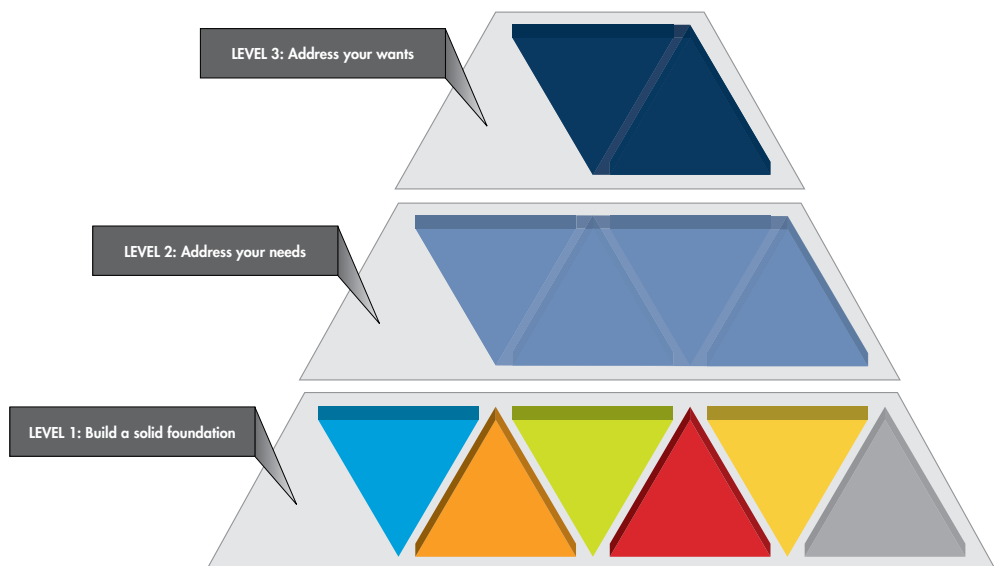 LEVEL 3: Address your wants
LEVEL 2: Address your needs
LEVEL 1: Build a solid foundation